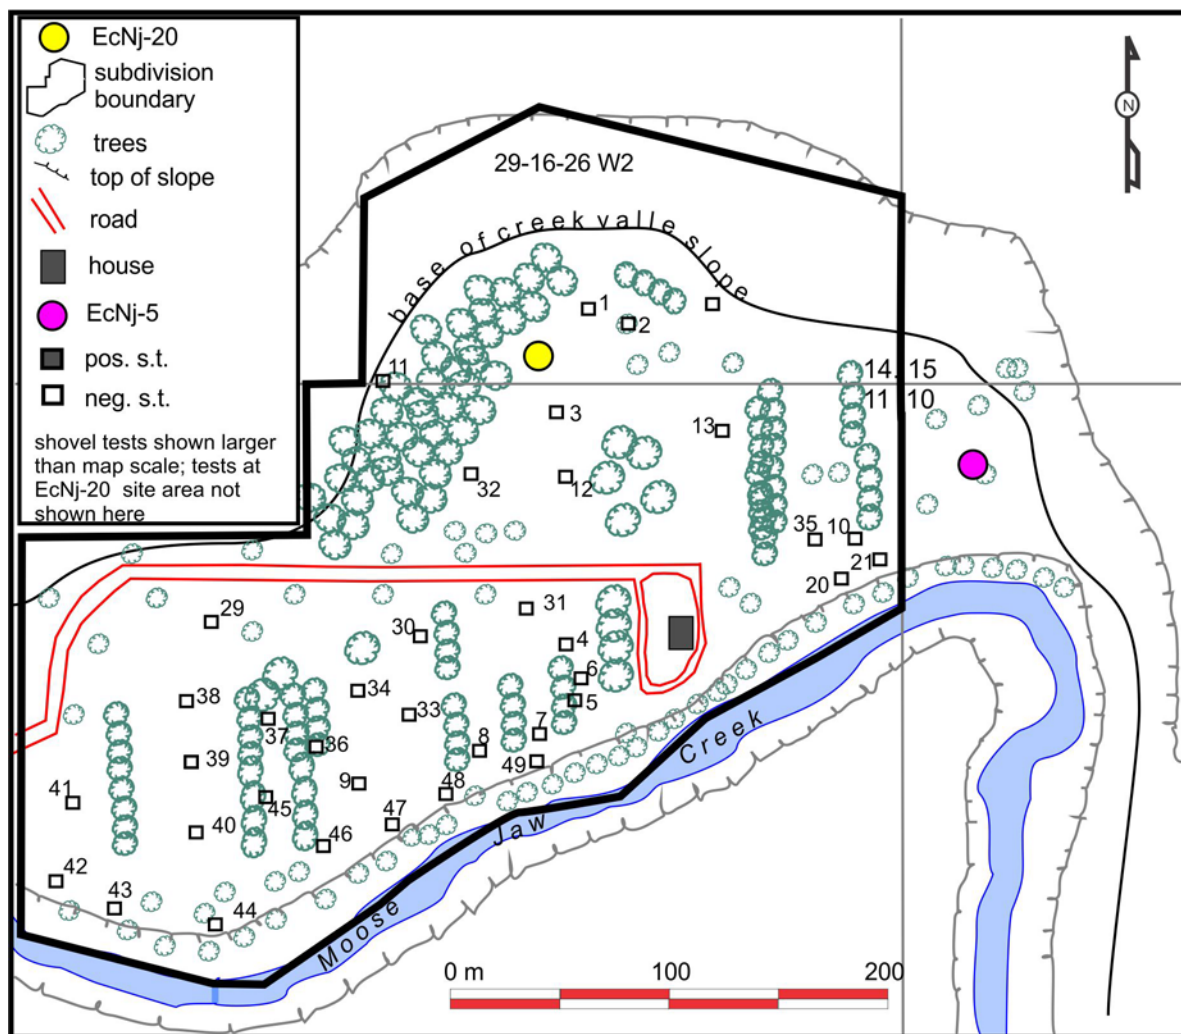 EcNj-20
subdivision
boundary
trees
top of slope
road
house
EcNj-5
pos. s.t.
neg. s.t.
shovel tests shown larger
than map scale; tests at
EcNj-20 site area not
shown here
N
29-16-26 W2
base of creek valle slope
1
2
11
14 15
11 10
3
13
32
12
35
10
21
20
29
30
31
4
6
5
38
34
33
37
36
7
8
49
39
9
48
41
45
40
47
46
42
43
44
Moose Jaw Creek
0 m
100
200